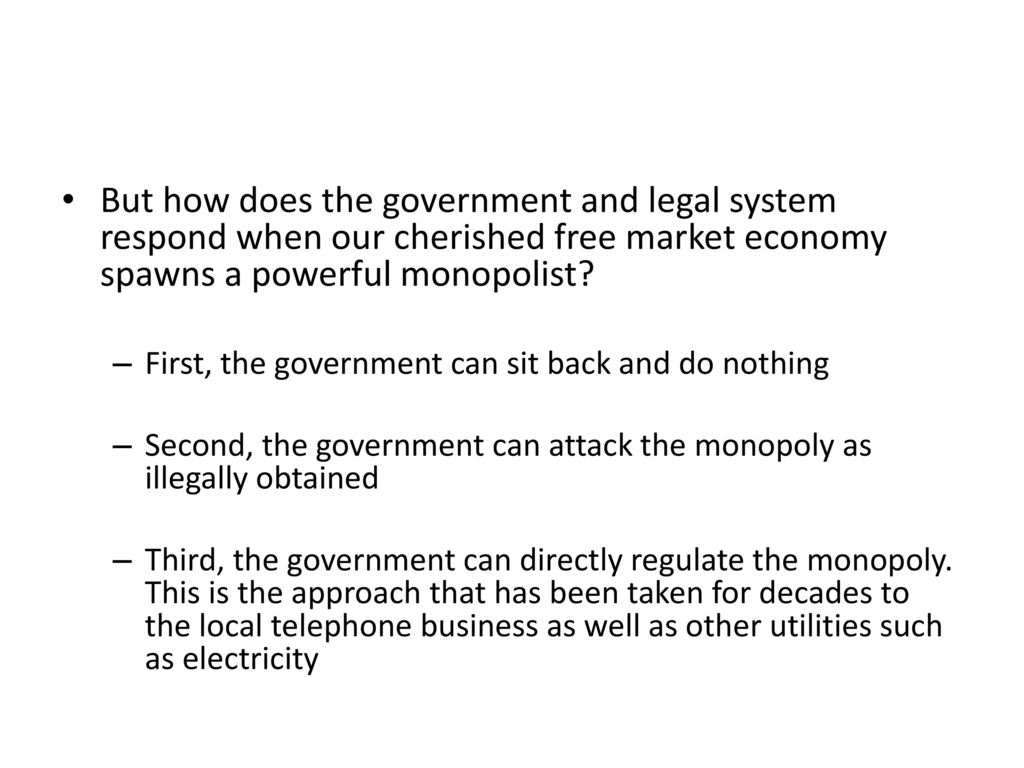 • But how does the government and legal system
respond when our cherished free market economy
spawns a powerful monopolist?
– First, the government can sit back and do nothing
– Second, the government can attack the monopoly as
illegally obtained
– Third, the government can directly regulate the monopoly.
This is the approach that has been taken for decades to
the local telephone business as well as other utilities such
as electricity